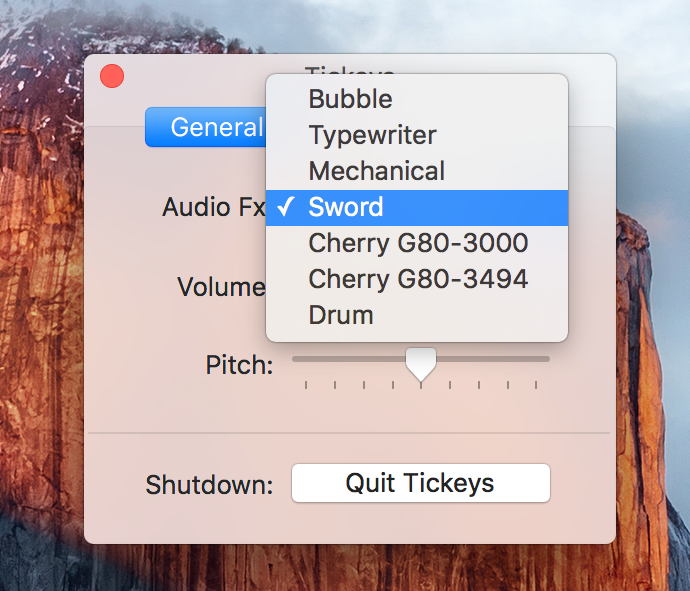 Tickeys
General
Bubble
Typewriter
Mechanical
Audio Fx
✓ Sword
Cherry G80-3000
Volume
Cherry G80-3494
Drum
Pitch:
Shutdown:
Quit Tickeys